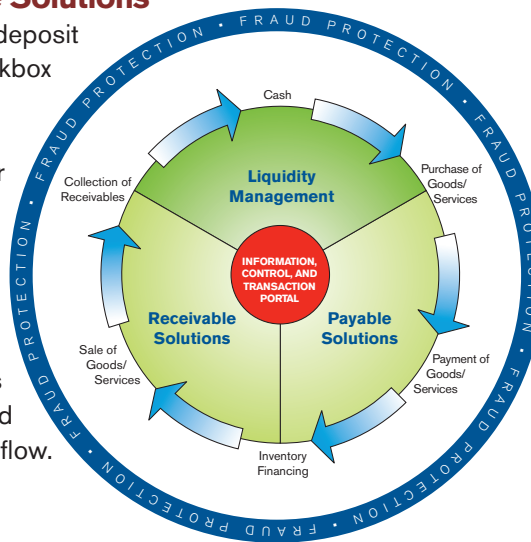 Solutions
deposit
flow.
FRAUD PROTECTION • FRAUD PROTECTION • FRAUD PROTECTION • FRAUD PROTECTION • FRAUD PROTECTION • FRAUD PROTECTION •
Cash
Purchase of
Goods/
Services
Payment of
Goods/
Services
Inventory
Financing
Sale of
Goods/
Services
Collection of
Receivables
Liquidity
Management
Payable
Solutions
Receivable
Solutions
INFORMATION,
CONTROL, AND
TRANSACTION
PORTAL